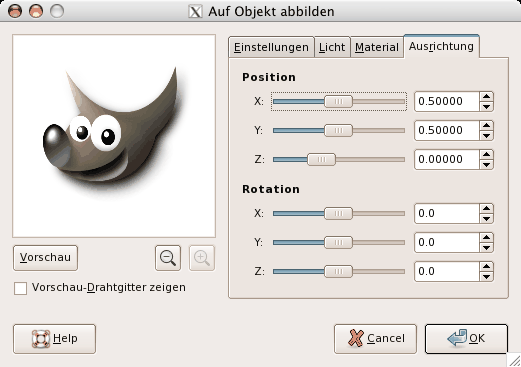 Auf Objekt abbilden
Einstellungen Licht Material Ausrichtung
Position
X: 0.50000
Y: 0.50000
Z: 0.00000
Rotation
X: 0.0
Y: 0.0
Z: 0.0
Vorschau
Vorschau-Drahtgitter zeigen
Help Cancel OK